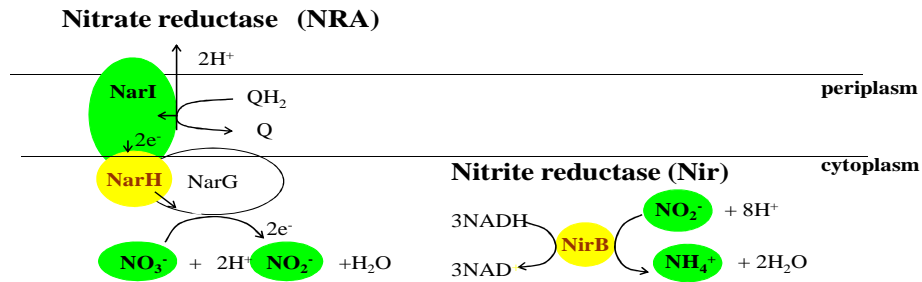 Nitrate reductase (NRA)
2H⁺
NarI
periplasm
QH₂
Q
2e⁻
cytoplasm
NarH
NarG
Nitrite reductase (Nir)
2e⁻
NO₃⁻ + 2H⁺ NO₂⁻ +H₂O
3NADH
NO₂⁻ + 8H⁺
NirB
3NAD
NH₄⁺ + 2H₂O